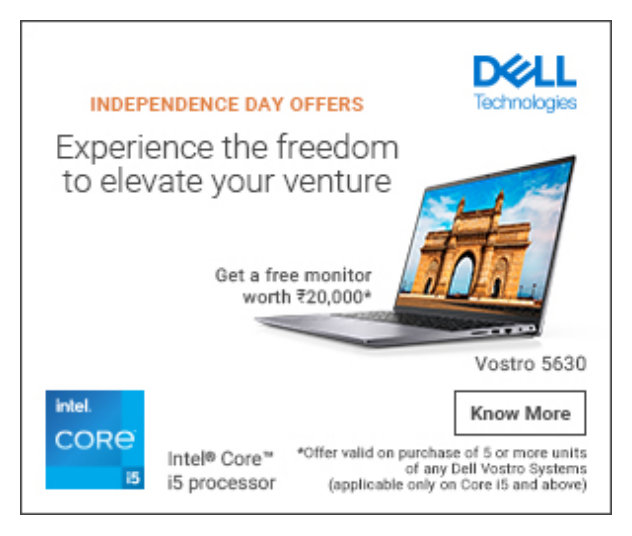 DELL
Technologies
INDEPENDENCE DAY OFFERS
Experience the freedom
to elevate your venture
Get a free monitor
worth ₹20,000*
Vostro 5630
Know More
intel.
CORE
i5
Intel® Core™
i5 processor
*Offer valid on purchase of 5 or more units
of any Dell Vostro Systems
(applicable only on Core i5 and above)